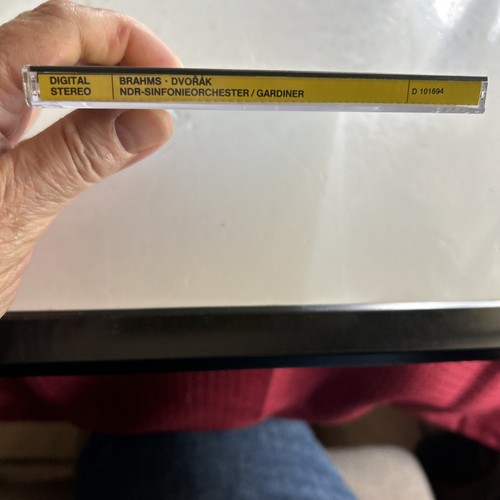 DIGITAL
STEREO
BRAHMS · DVOŘÁK
NDR-SINFONIEORCHESTER / GARDINER
D 101694